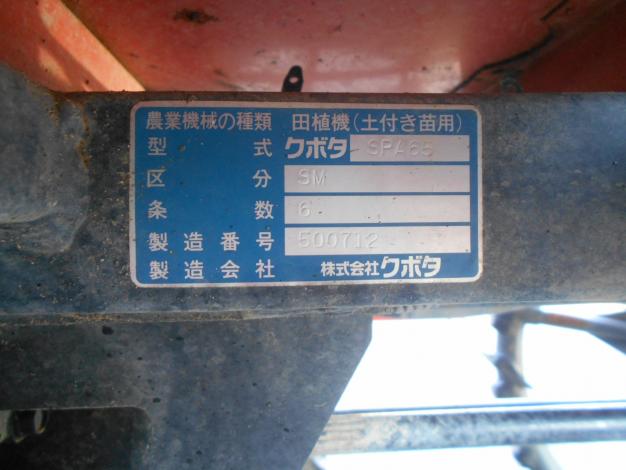 農業機械の種類 田植機(土付き苗用)
型式 クボタ SPA65
区分 SM
条数 6
製造番号 500712
製造会社 株式会社クボタ